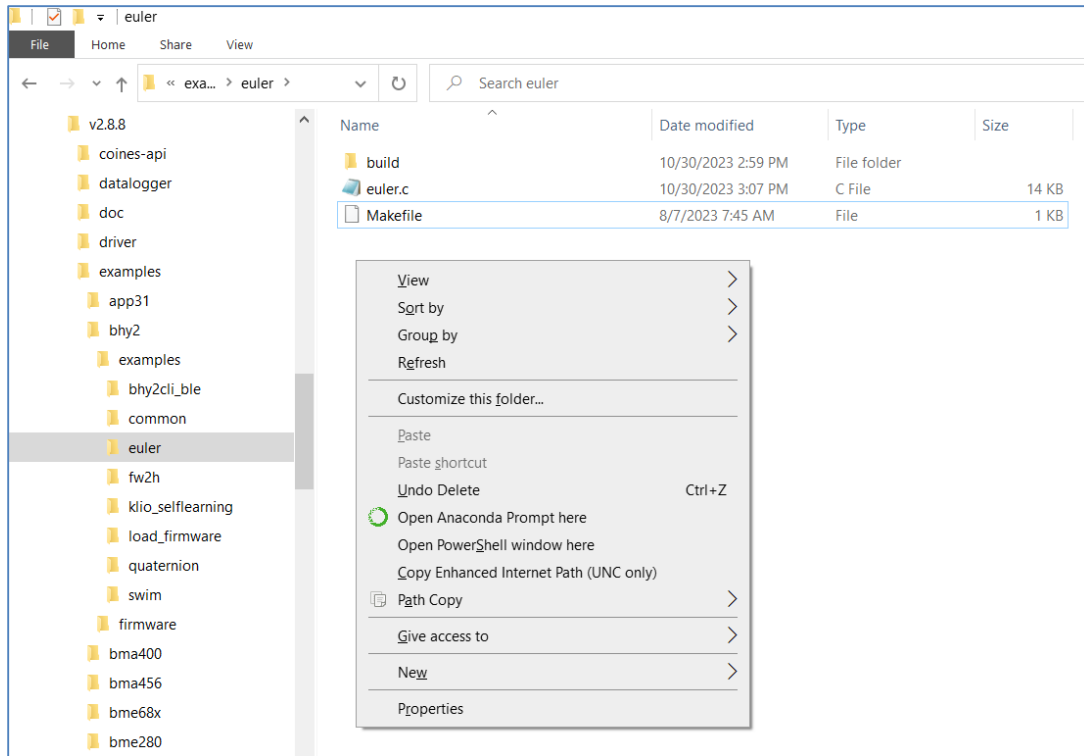 euler
File Home Share View
« exa... > euler > Search euler
v2.8.8
coines-api
datalogger
doc
driver
examples
app31
bhy2
examples
bhy2cli_ble
common
euler
fw2h
klio_selflearning
load_firmware
quaternion
swim
firmware
bma400
bma456
bme68x
bme280
Name Date modified Type Size
build 10/30/2023 2:59 PM File folder
euler.c 10/30/2023 3:07 PM C File 14 KB
Makefile 8/7/2023 7:45 AM File 1 KB
View
Sort by
Group by
Refresh
Customize this folder...
Paste
Paste shortcut
Undo Delete Ctrl+Z
Open Anaconda Prompt here
Open PowerShell window here
Copy Enhanced Internet Path (UNC only)
Path Copy
Give access to
New
Properties